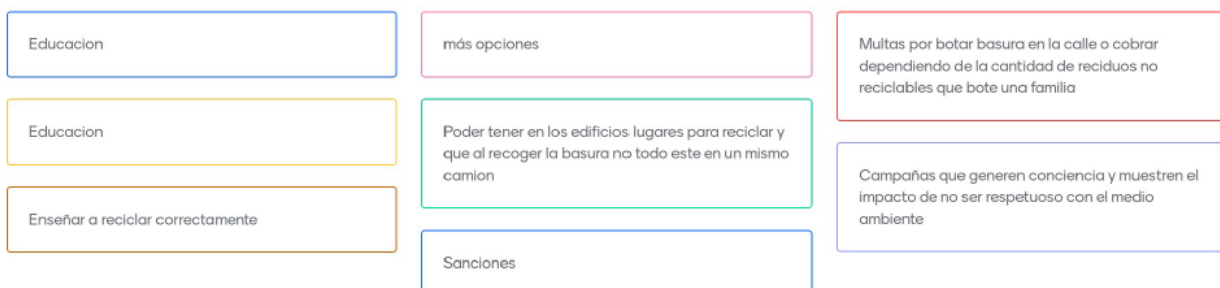 Educacion
Educacion
Enseñar a reciclar correctamente
más opciones
Poder tener en los edificios lugares para reciclar y
que al recoger la basura no todo este en un mismo
camion
Sanciones
Multas por botar basura en la calle o cobrar
dependiendo de la cantidad de reciduos no
reciclables que bote una familia
Campañas que generen conciencia y muestren el
impacto de no ser respetuoso con el medio
ambiente